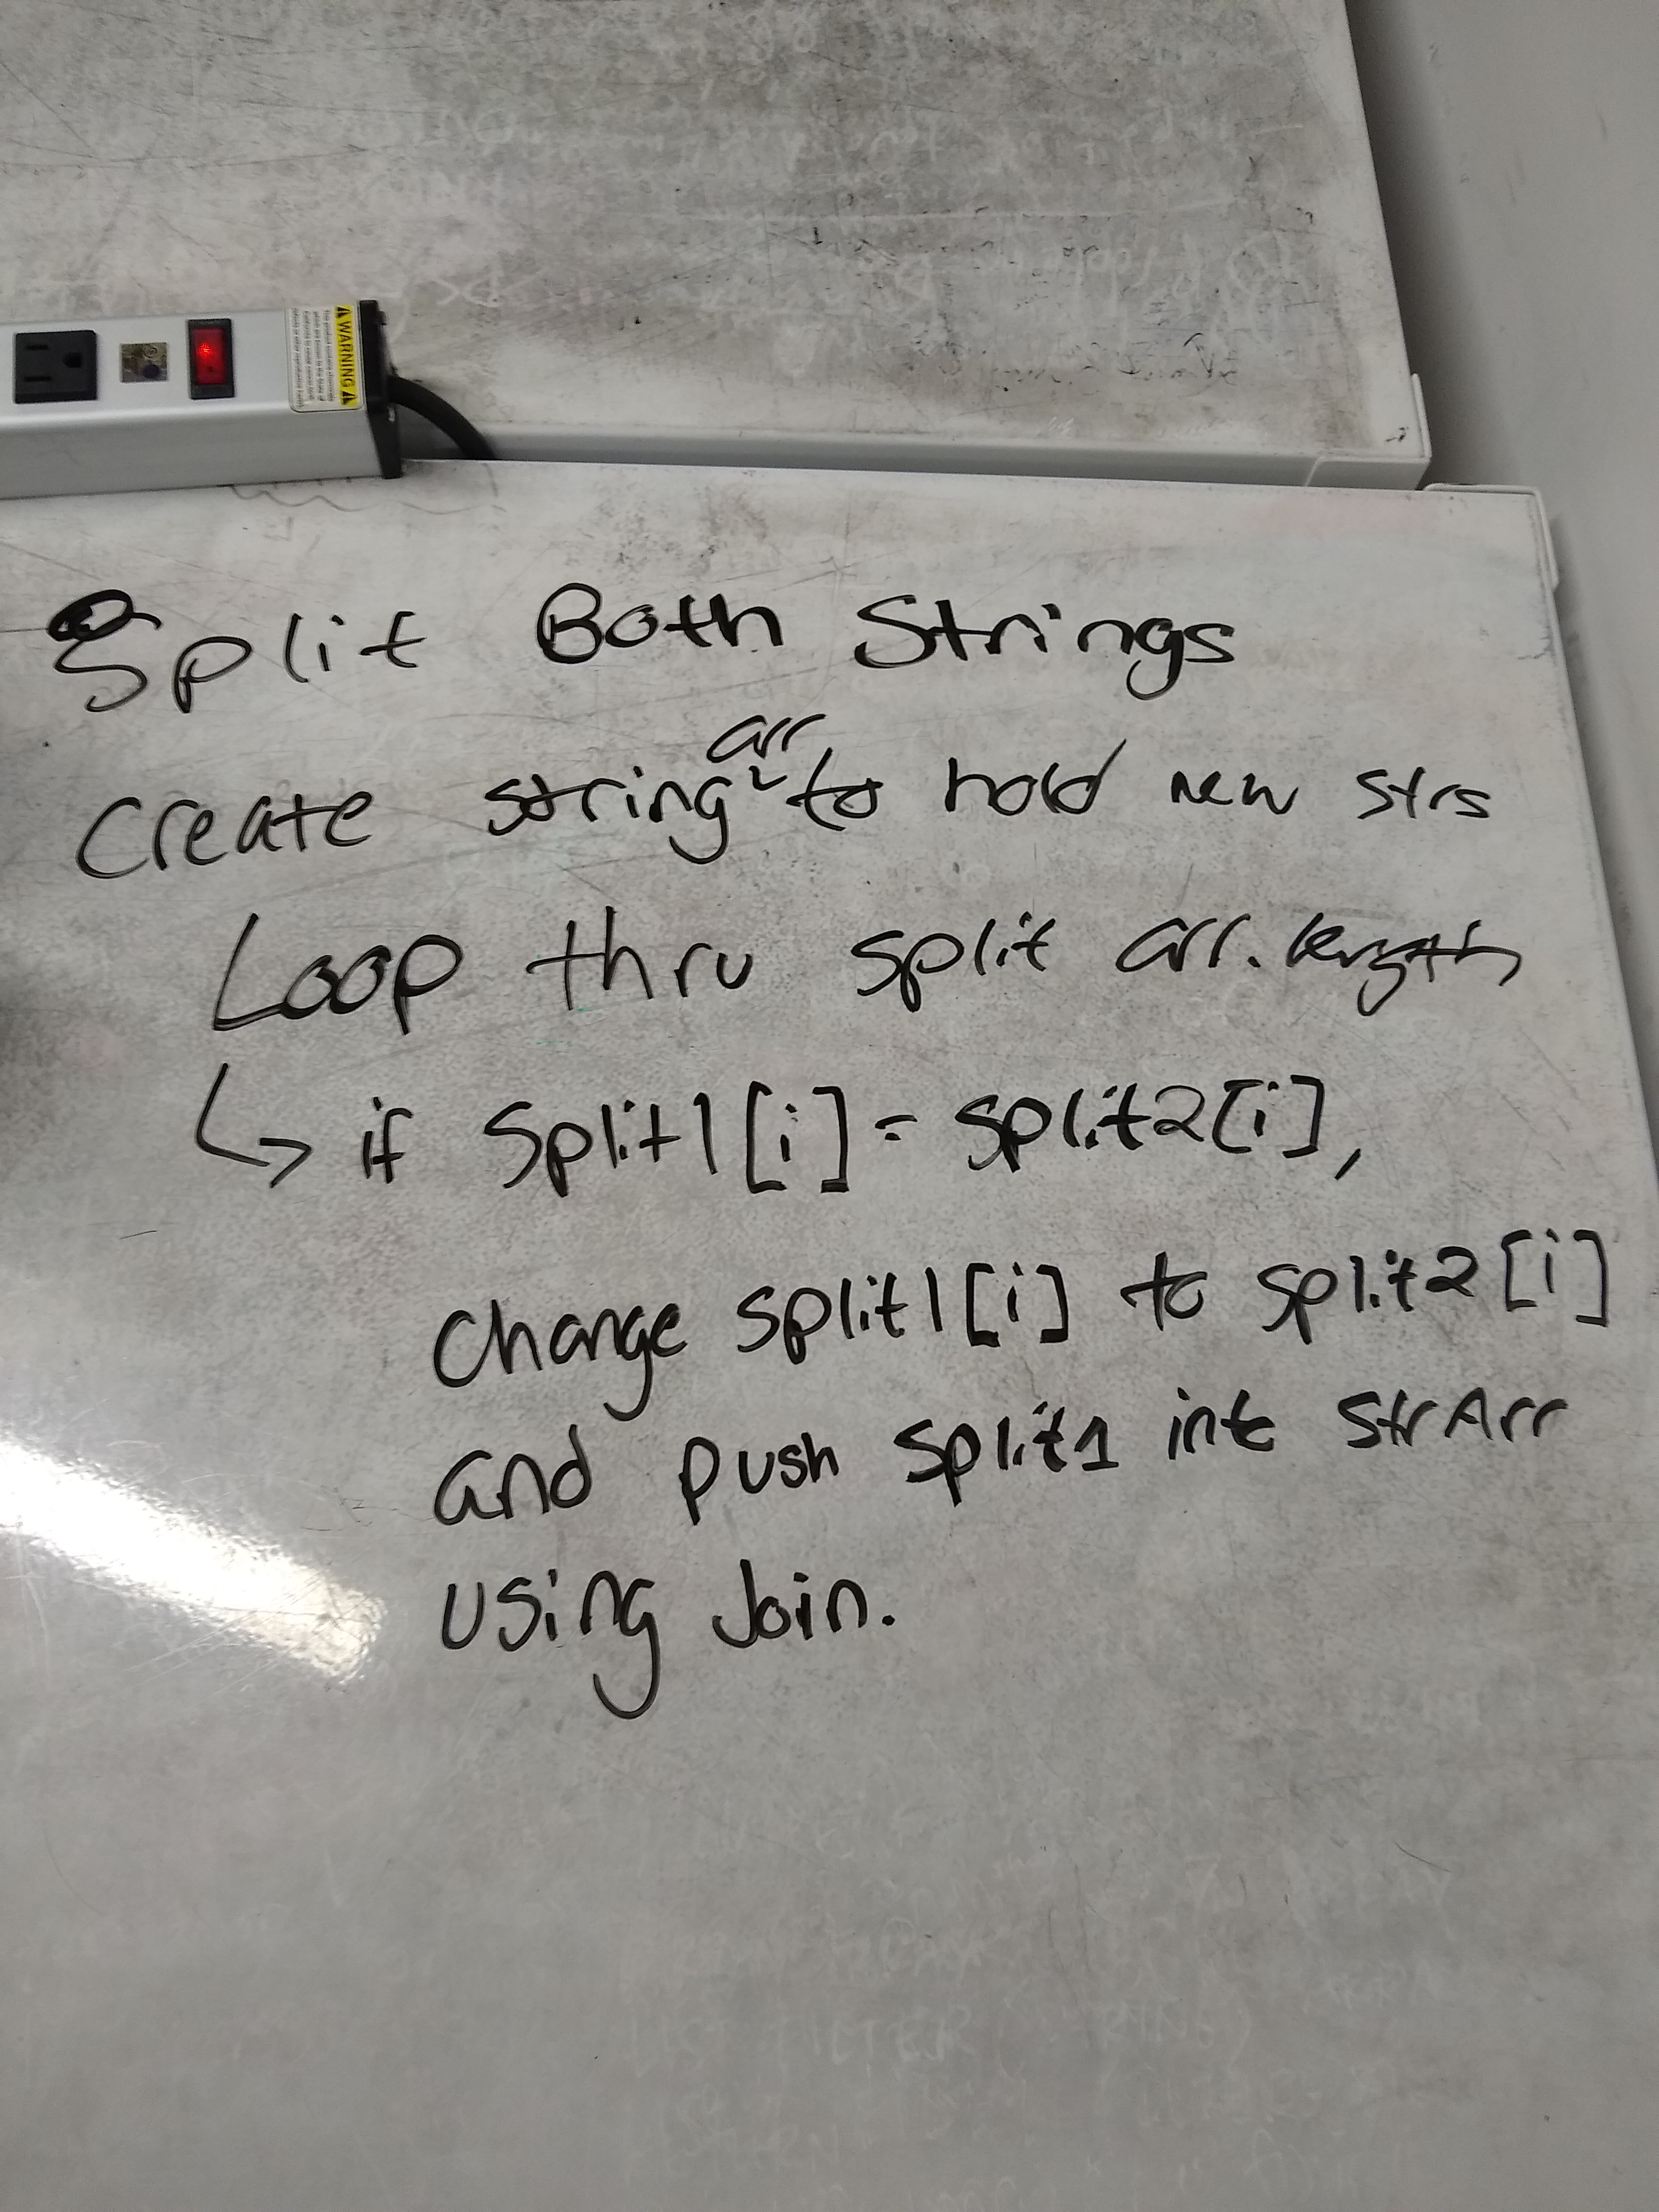 WARNING
Split Both Strings
arr
Create string to hold new strs
Loop thru split arr.length
↳ if split1[i] = split2[i],
Change split1[i] to split2[i]
and push split1 into strArr
using Join.